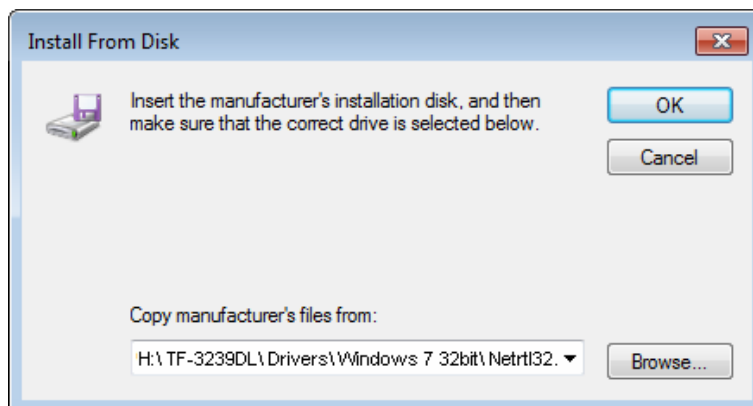 Install From Disk
Insert the manufacturer's installation disk, and then
make sure that the correct drive is selected below.
OK
Cancel
Copy manufacturer's files from:
H:\ TF-3239DL\ Drivers\ Windows 7 32bit\ Netrtl32.
Browse...